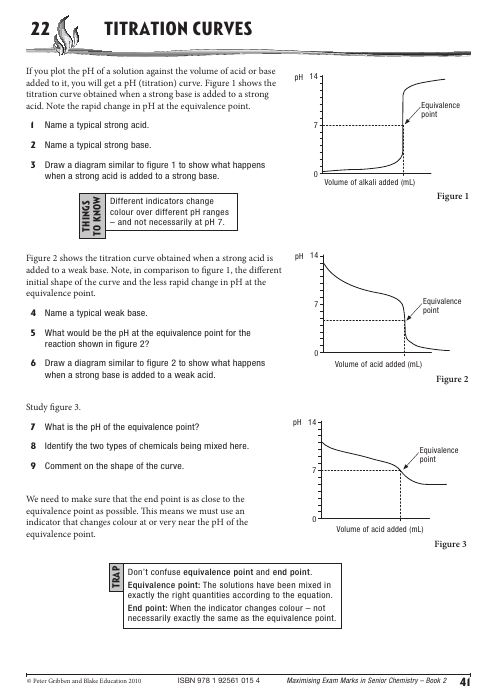 22 TITRATION CURVES
If you plot the pH of a solution against the volume of acid or base
added to it, you will get a pH (titration) curve. Figure 1 shows the
titration curve obtained when a strong base is added to a strong
acid. Note the rapid change in pH at the equivalence point.
1 Name a typical strong acid.
2 Name a typical strong base.
3 Draw a diagram similar to figure 1 to show what happens
when a strong acid is added to a strong base.
pH 14
7
0
Equivalence
point
Volume of alkali added (mL)
Figure 1
THINGS
TO KNOW
Different indicators change
colour over different pH ranges
– and not necessarily at pH 7.
Figure 2 shows the titration curve obtained when a strong acid is
added to a weak base. Note, in comparison to figure 1, the different
initial shape of the curve and the less rapid change in pH at the
equivalence point.
4 Name a typical weak base.
5 What would be the pH at the equivalence point for the
reaction shown in figure 2?
6 Draw a diagram similar to figure 2 to show what happens
when a strong base is added to a weak acid.
pH 14
7
0
Equivalence
point
Volume of acid added (mL)
Figure 2
Study figure 3.
7 What is the pH of the equivalence point?
8 Identify the two types of chemicals being mixed here.
9 Comment on the shape of the curve.
We need to make sure that the end point is as close to the
equivalence point as possible. This means we must use an
indicator that changes colour at or very near the pH of the
equivalence point.
pH 14
7
0
Equivalence
point
Volume of acid added (mL)
Figure 3
TRAP
Don't confuse equivalence point and end point.
Equivalence point: The solutions have been mixed in
exactly the right quantities according to the equation.
End point: When the indicator changes colour – not
necessarily exactly the same as the equivalence point.
© Peter Gribben and Blake Education 2010 ISBN 978 1 92561 015 4 Maximising Exam Marks in Senior Chemistry – Book 2 41